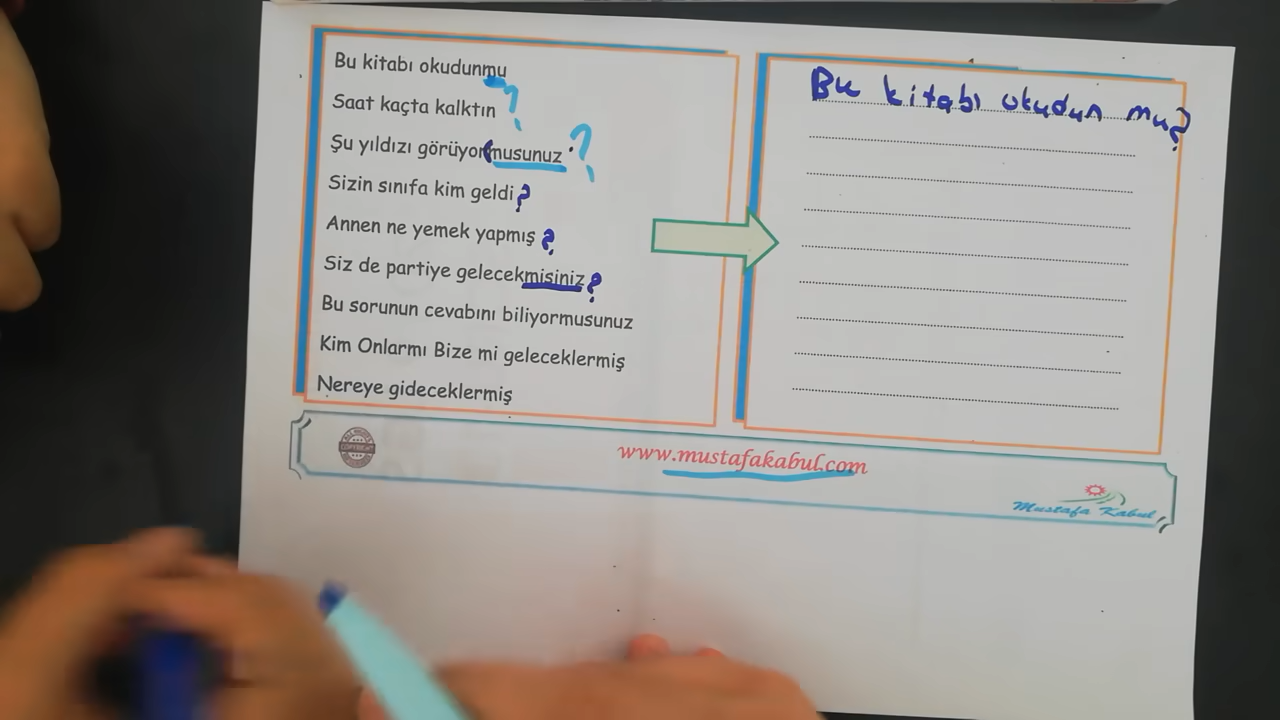 Bu kitabı okudunmu
Saat kaçta kalktın ?
Şu yıldızı görüyor(musunuz ?
Sizin sınıfa kim geldi?
Annen ne yemek yapmış ?
Siz de partiye gelecekmisiniz ?
Bu sorunun cevabını biliyormusunuz
Kim Onlarmı Bize mi geleceklermiş
Nereye gideceklermiş
Bu kitabı okudun mu?
www.mustafakabul.com
Mustafa Kabul